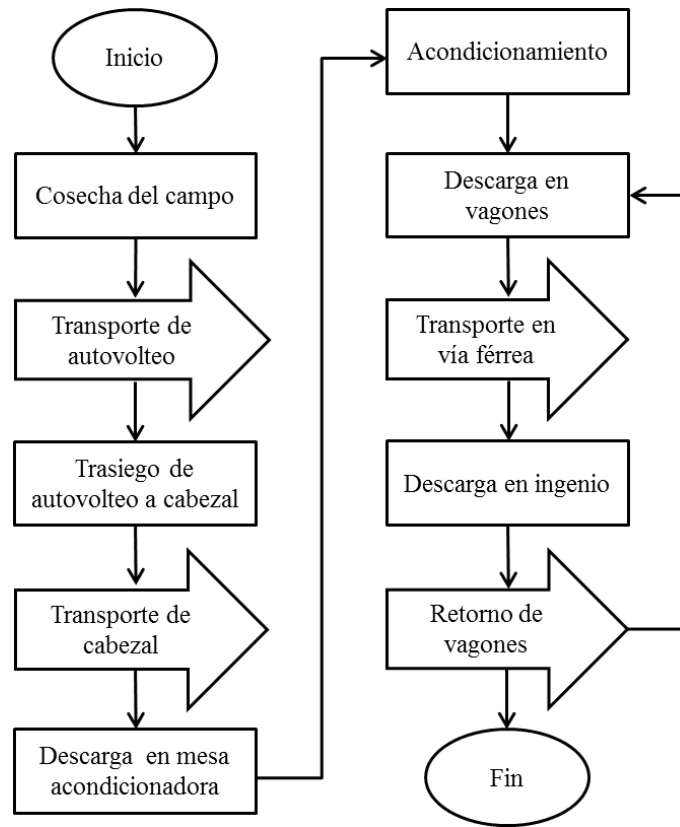 Inicio
Cosecha del campo
Transporte de
autovolteo
Trasiego de
autovolteo a cabezal
Transporte de
cabezal
Descarga en mesa
acondicionadora
Acondicionamiento
Descarga en
vagones
Transporte en
vía férrea
Descarga en ingenio
Retorno de
vagones
Fin